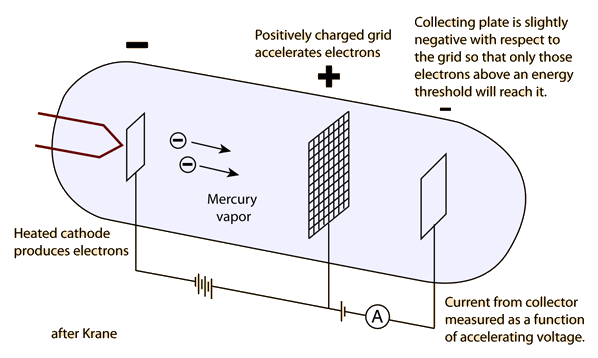 Positively charged grid
accelerates electrons
Collecting plate is slightly
negative with respect to
the grid so that only those
electrons above an energy
threshold will reach it.
Mercury
vapor
Heated cathode
produces electrons
A
Current from collector
measured as a function
of accelerating voltage.
after Krane